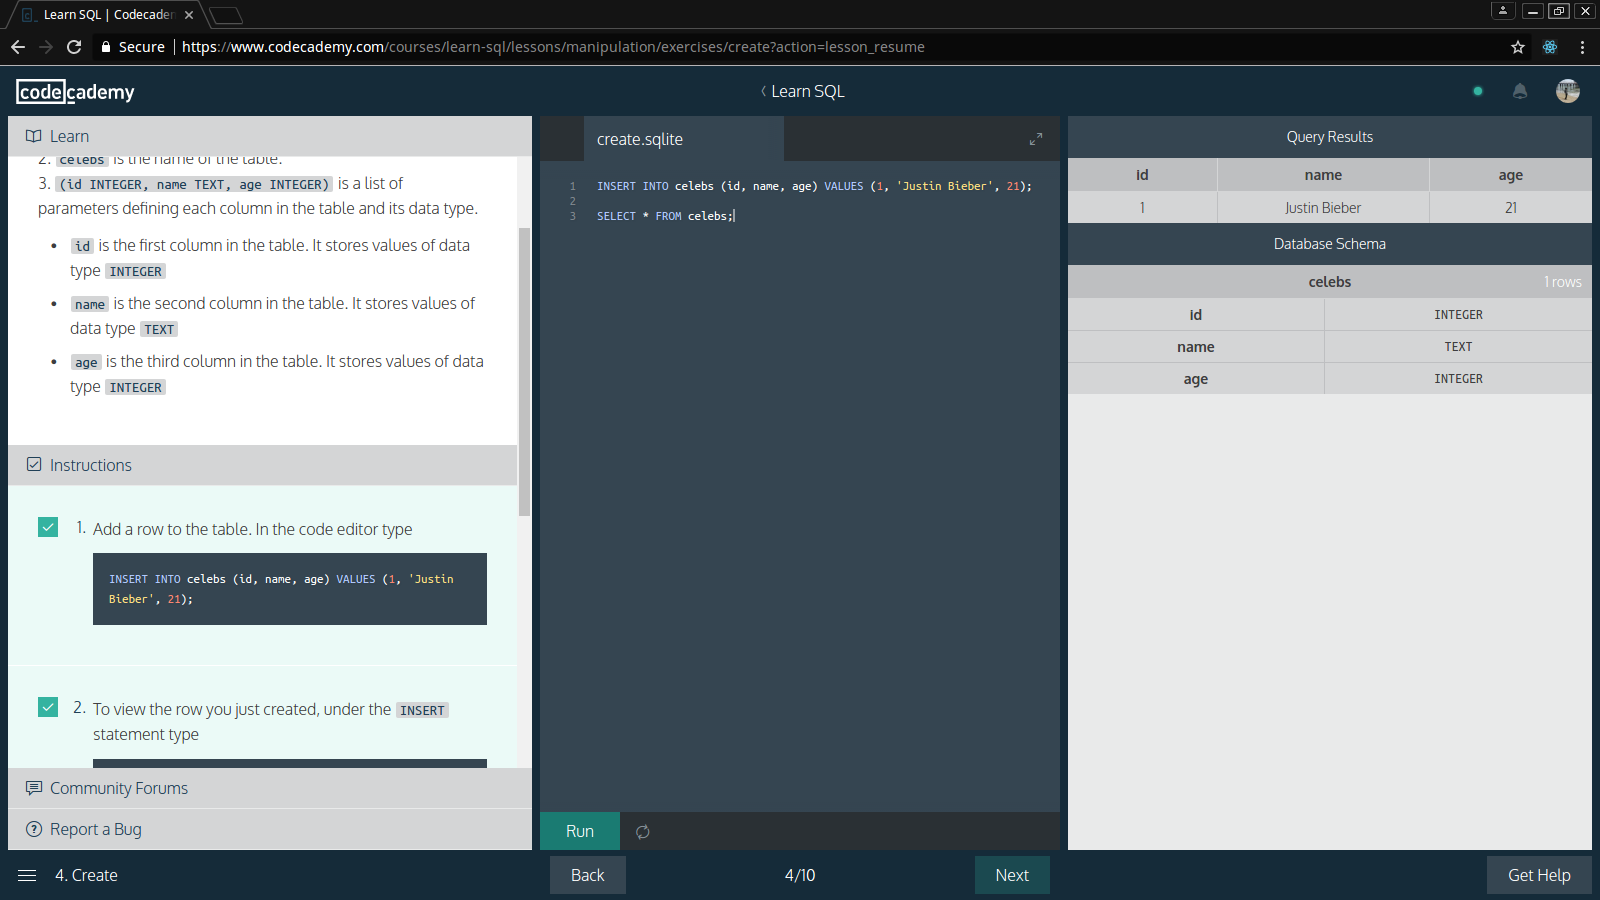 Learn SQL | Codecadem
Secure | https://www.codecademy.com/courses/learn-sql/lessons/manipulation/exercises/create?action=lesson_resume
codecademy
Learn SQL
Learn
2. celebs is the name of the table.
3. (id INTEGER, name TEXT, age INTEGER) is a list of
parameters defining each column in the table and its data type.
• id is the first column in the table. It stores values of data
type INTEGER
• name is the second column in the table. It stores values of
data type TEXT
• age is the third column in the table. It stores values of data
type INTEGER
Instructions
1. Add a row to the table. In the code editor type
INSERT INTO celebs (id, name, age) VALUES (1, 'Justin
Bieber', 21);
2. To view the row you just created, under the INSERT
statement type
Community Forums
Report a Bug
4. Create
create.sqlite
1 INSERT INTO celebs (id, name, age) VALUES (1, 'Justin Bieber', 21);
2
3 SELECT * FROM celebs;
Run
Back
4/10
Next
Query Results
id name age
1 Justin Bieber 21
Database Schema
celebs 1 rows
id INTEGER
name TEXT
age INTEGER
Get Help